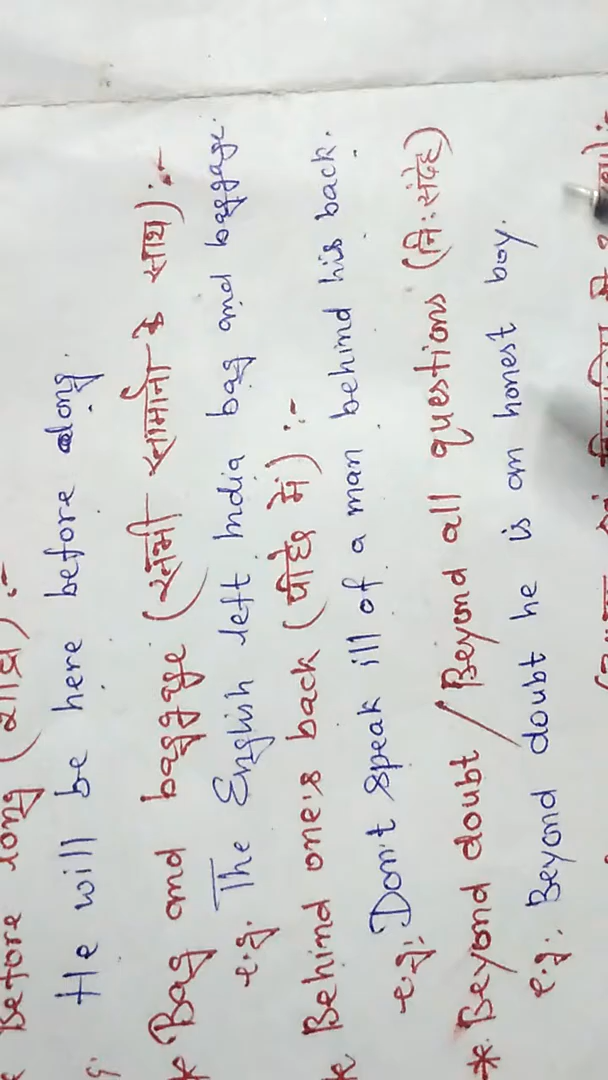 * Before long (शीघ्र) :-
He will be here before along.
* Bag and baggage (सभी सामानों के साथ) :-
e.g. The English left India bag and baggage.
* Behind one's back (पीछे में) :-
e.g.: Don't speak ill of a man behind his back.
* Beyond doubt / Beyond all questions (नि:संदेह)
e.g.: Beyond doubt he is an honest boy.